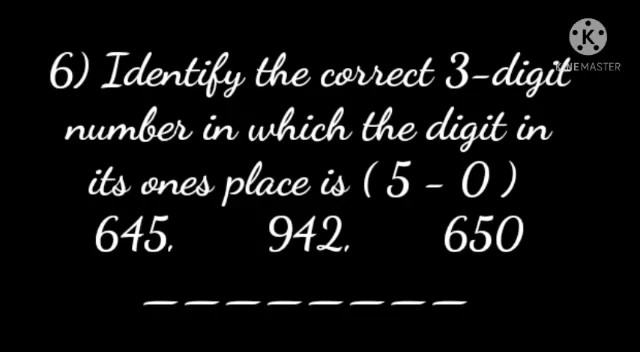 K
KINEMASTER
6) Identify the correct 3-digit
number in which the digit in
its ones place is ( 5 - 0 )
645, 942, 650